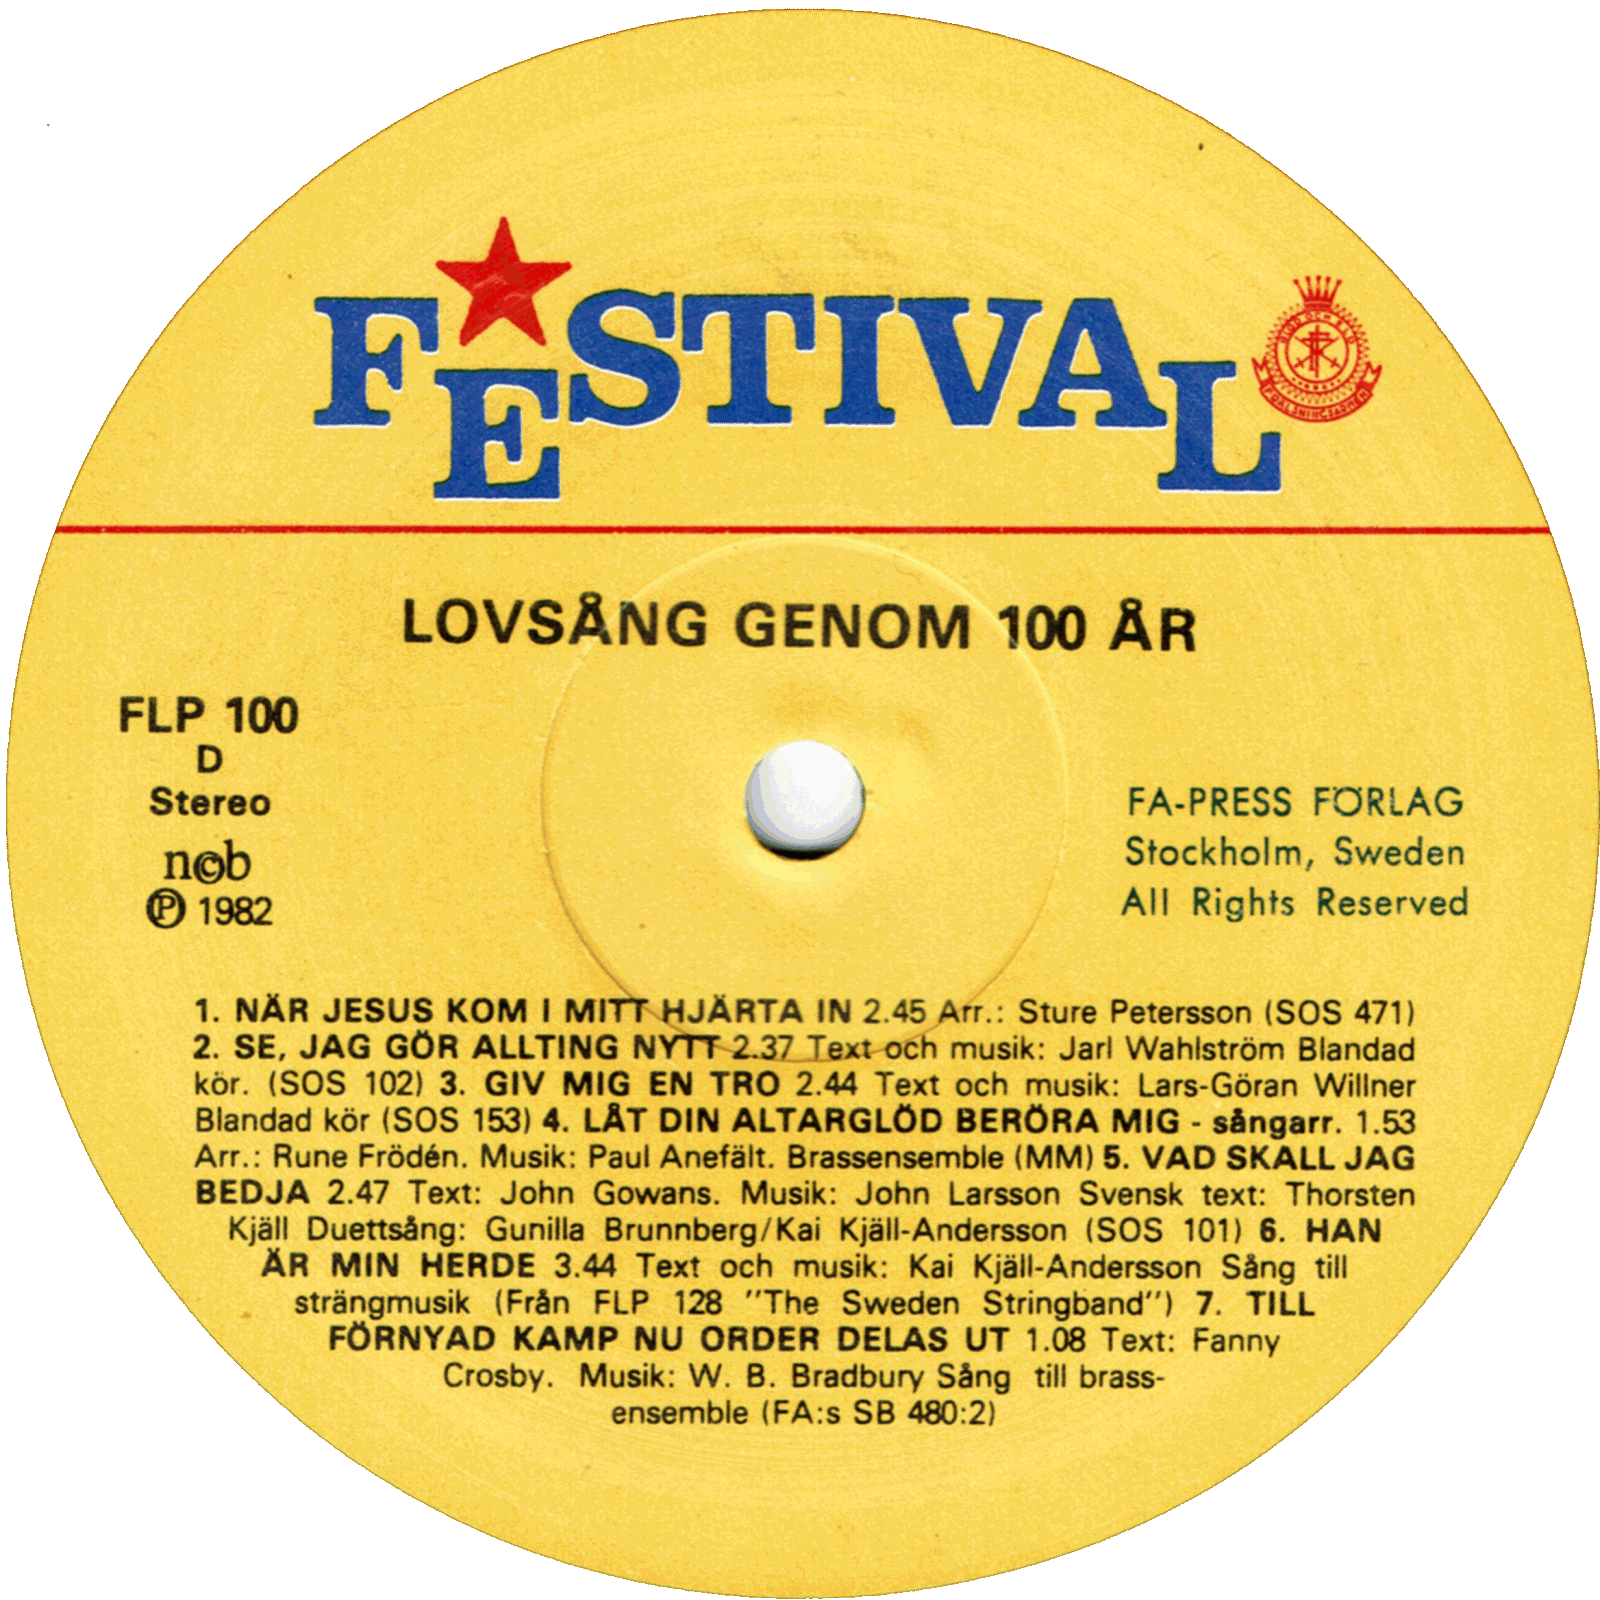 FESTIVAL
BLOD OCH ELD
FRÄLSNINGSARMÉN
LOVSÅNG GENOM 100 ÅR
FLP 100
D
Stereo
n©b
Ⓟ 1982
FA-PRESS FÖRLAG
Stockholm, Sweden
All Rights Reserved
1. NÄR JESUS KOM I MITT HJÄRTA IN 2.45 Arr.: Sture Petersson (SOS 471)
2. SE, JAG GÖR ALLTING NYTT 2.37 Text och musik: Jarl Wahlström Blandad
kör. (SOS 102) 3. GIV MIG EN TRO 2.44 Text och musik: Lars-Göran Willner
Blandad kör (SOS 153) 4. LÅT DIN ALTARGLÖD BERÖRA MIG - sångarr. 1.53
Arr.: Rune Frödén. Musik: Paul Anefält. Brassensemble (MM) 5. VAD SKALL JAG
BEDJA 2.47 Text: John Gowans. Musik: John Larsson Svensk text: Thorsten
Kjäll Duettsång: Gunilla Brunnberg/Kai Kjäll-Andersson (SOS 101) 6. HAN
ÄR MIN HERDE 3.44 Text och musik: Kai Kjäll-Andersson Sång till
strängmusik (Från FLP 128 "The Sweden Stringband") 7. TILL
FÖRNYAD KAMP NU ORDER DELAS UT 1.08 Text: Fanny
Crosby. Musik: W. B. Bradbury Sång till brass-
ensemble (FA:s SB 480:2)